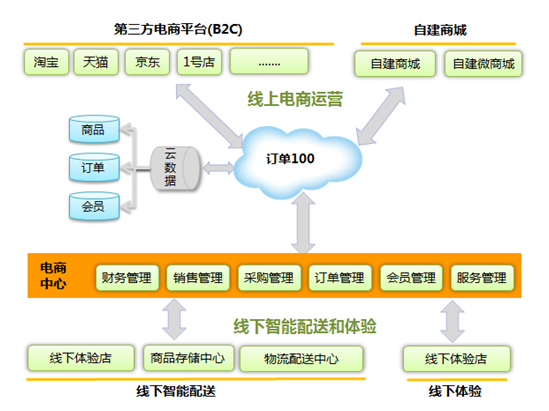 第三方电商平台(B2C)
自建商城
淘宝
天猫
京东
1号店
.......
自建商城
自建微商城
线上电商运营
商品
订单
会员
云数据
订单100
电商
中心
财务管理
销售管理
采购管理
订单管理
会员管理
服务管理
线下智能配送和体验
线下体验店
商品存储中心
物流配送中心
线下体验店
线下智能配送
线下体验